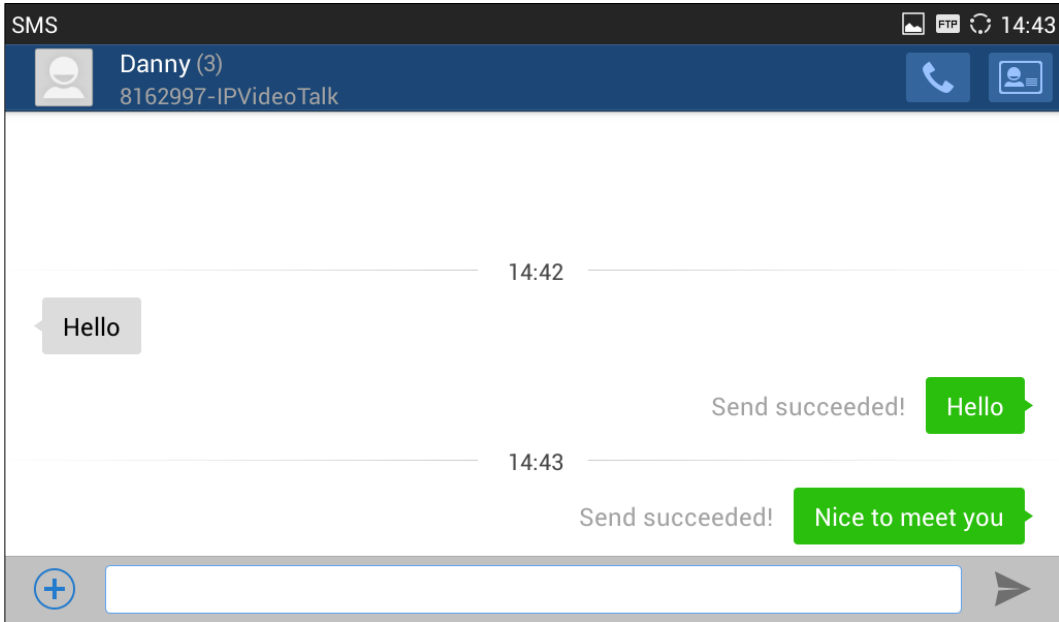 SMS
FTP 14:43
Danny (3)
8162997-IPVideoTalk
14:42
Hello
Send succeeded! Hello
14:43
Send succeeded! Nice to meet you